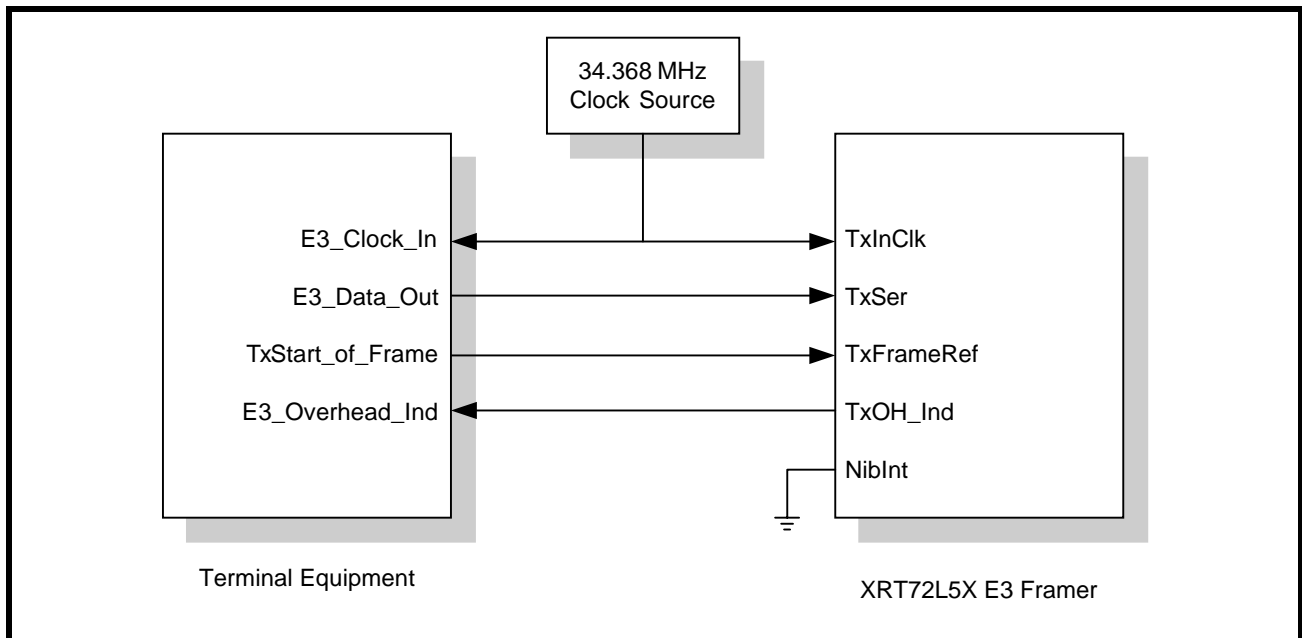 34.368 MHz
Clock Source
E3_Clock_In
TxInClk
E3_Data_Out
TxSer
TxStart_of_Frame
TxFrameRef
E3_Overhead_Ind
TxOH_Ind
NibInt
Terminal Equipment
XRT72L5X E3 Framer